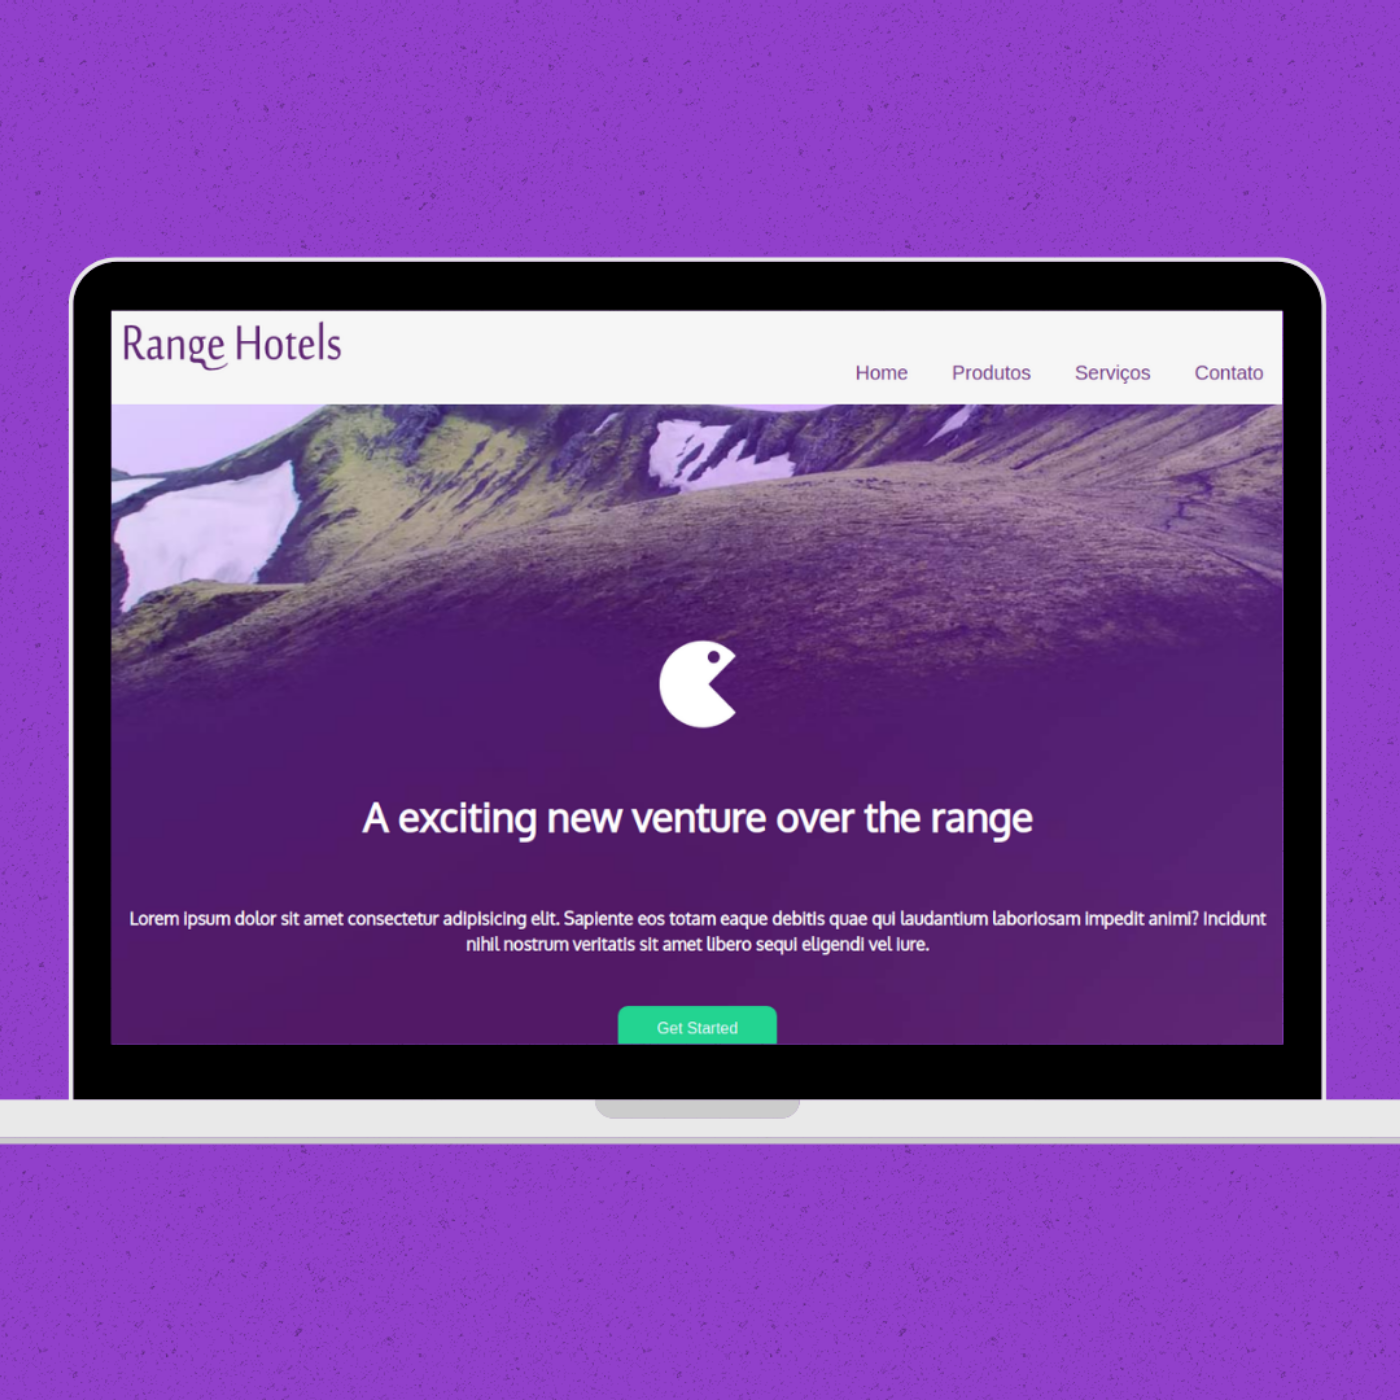 Range Hotels
Home Produtos Serviços Contato
A exciting new venture over the range
Lorem ipsum dolor sit amet consectetur adipisicing elit. Sapiente eos totam eaque debitis quae qui laudantium laboriosam impedit animi? Incidunt
nihil nostrum veritatis sit amet libero sequi eligendi vel iure.
Get Started